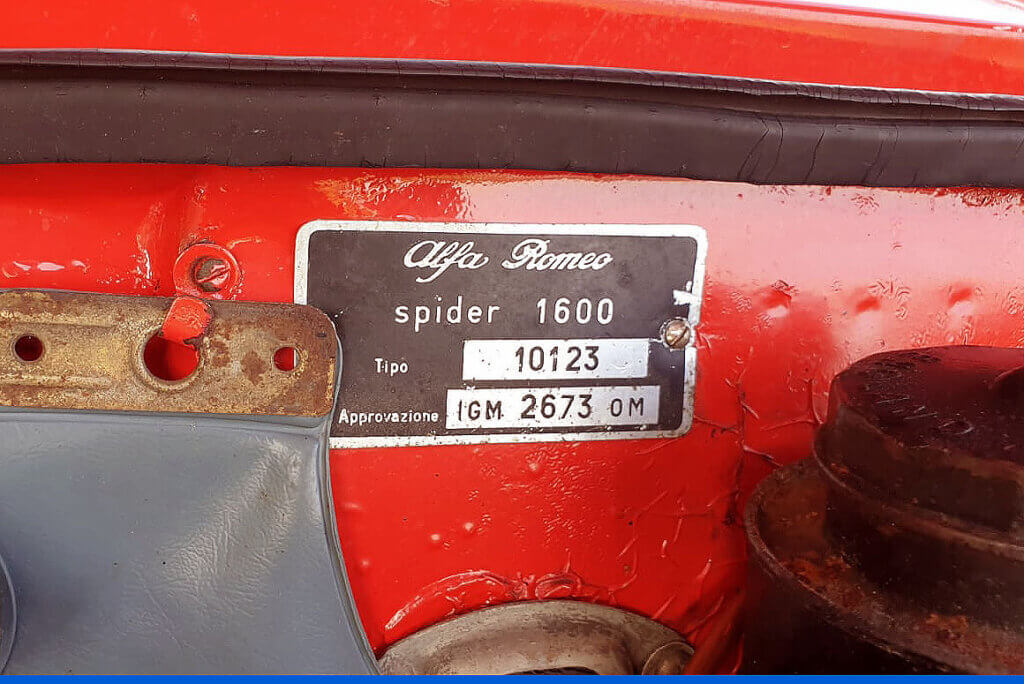 Alfa Romeo
spider 1600
Tipo 10123
Approvazione IGM 2673 OM